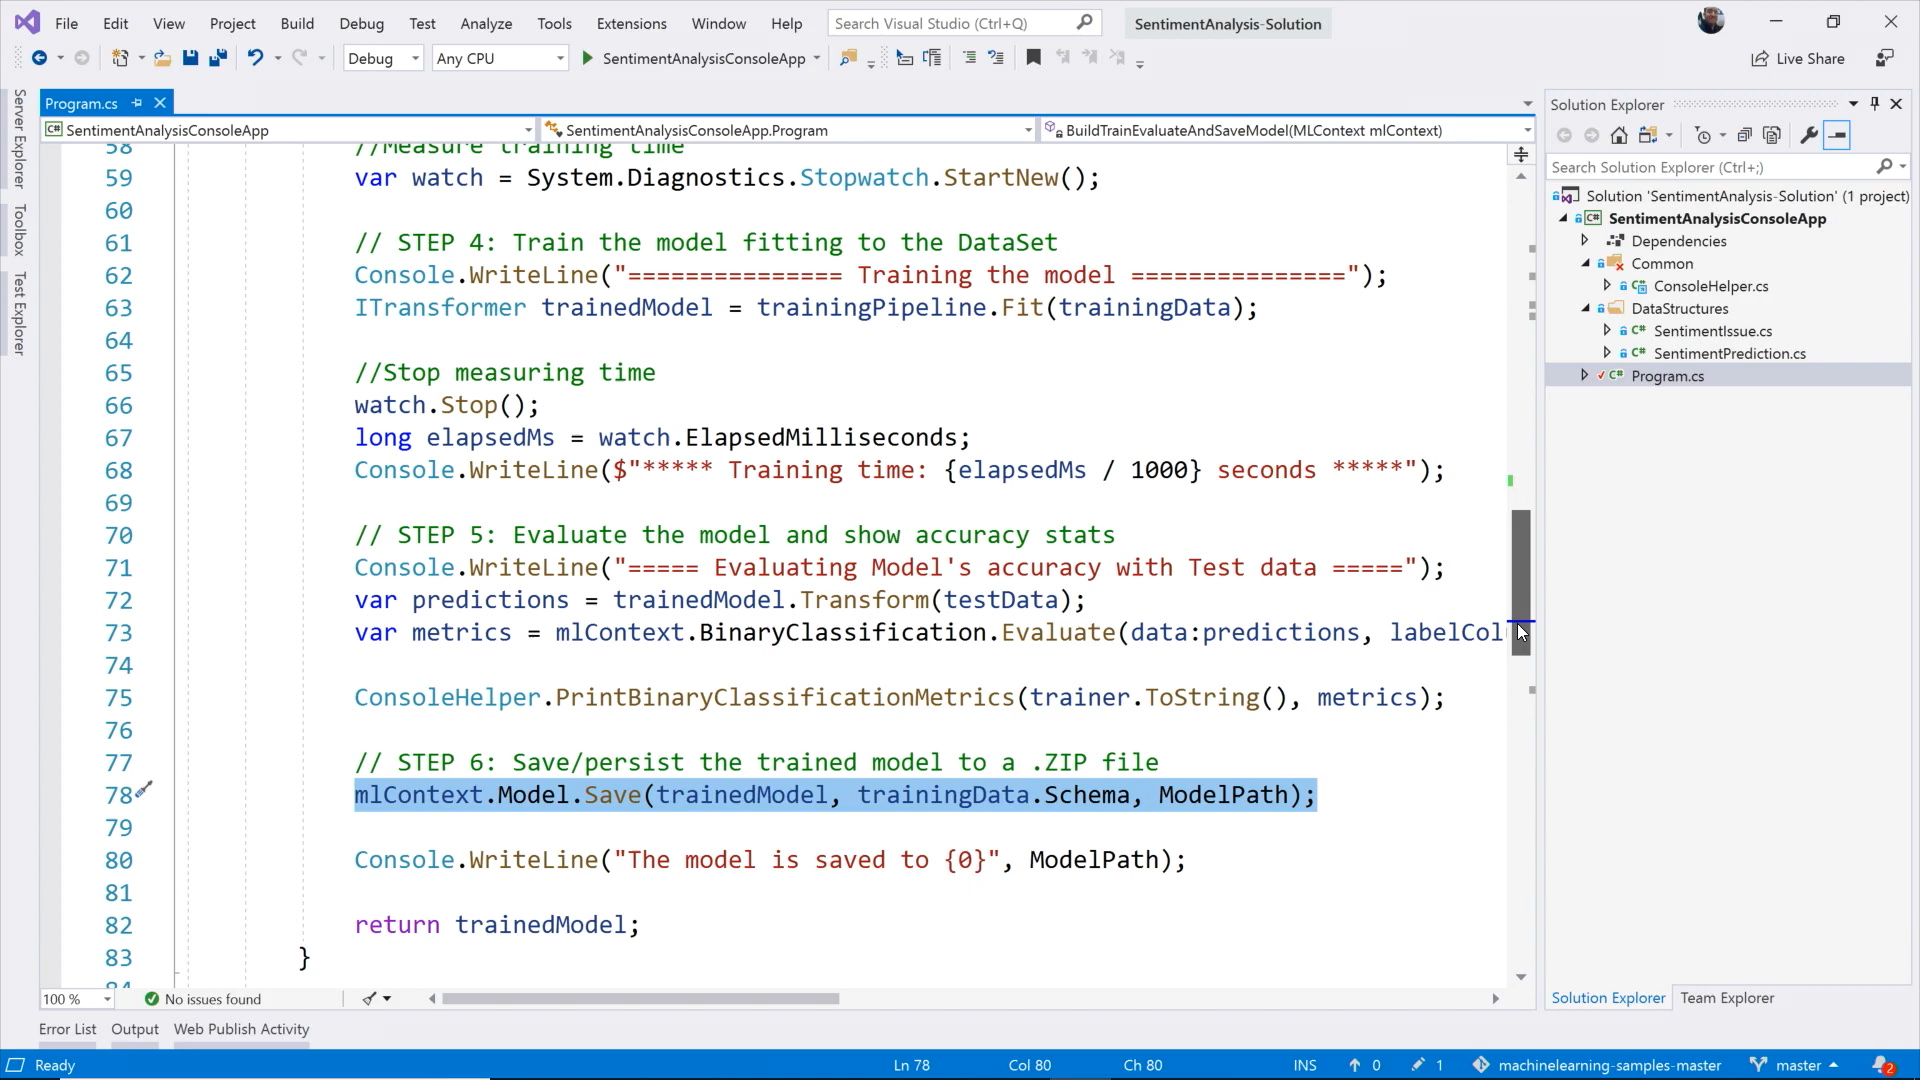 File Edit View Project Build Debug Test Analyze Tools Extensions Window Help Search Visual Studio (Ctrl+Q) SentimentAnalysis-Solution
Debug Any CPU SentimentAnalysisConsoleApp Live Share
Server Explorer
Toolbox
Test Explorer
Program.cs
C# SentimentAnalysisConsoleApp SentimentAnalysisConsoleApp.Program BuildTrainEvaluateAndSaveModel(MLContext mlContext)
58 //Measure training time
59 var watch = System.Diagnostics.Stopwatch.StartNew();
60
61 // STEP 4: Train the model fitting to the DataSet
62 Console.WriteLine("=============== Training the model ===============");
63 ITransformer trainedModel = trainingPipeline.Fit(trainingData);
64
65 //Stop measuring time
66 watch.Stop();
67 long elapsedMs = watch.ElapsedMilliseconds;
68 Console.WriteLine($"***** Training time: {elapsedMs / 1000} seconds *****");
69
70 // STEP 5: Evaluate the model and show accuracy stats
71 Console.WriteLine("===== Evaluating Model's accuracy with Test data =====");
72 var predictions = trainedModel.Transform(testData);
73 var metrics = mlContext.BinaryClassification.Evaluate(data:predictions, labelCol
74
75 ConsoleHelper.PrintBinaryClassificationMetrics(trainer.ToString(), metrics);
76
77 // STEP 6: Save/persist the trained model to a .ZIP file
78 mlContext.Model.Save(trainedModel, trainingData.Schema, ModelPath);
79
80 Console.WriteLine("The model is saved to {0}", ModelPath);
81
82 return trainedModel;
83 }
84
100 % No issues found
Error List Output Web Publish Activity
Solution Explorer
Search Solution Explorer (Ctrl+;)
Solution 'SentimentAnalysis-Solution' (1 project)
C# SentimentAnalysisConsoleApp
Dependencies
Common
C# ConsoleHelper.cs
DataStructures
C# SentimentIssue.cs
C# SentimentPrediction.cs
C# Program.cs
Solution Explorer Team Explorer
Ready Ln 78 Col 80 Ch 80 INS 0 1 machinelearning-samples-master master 2